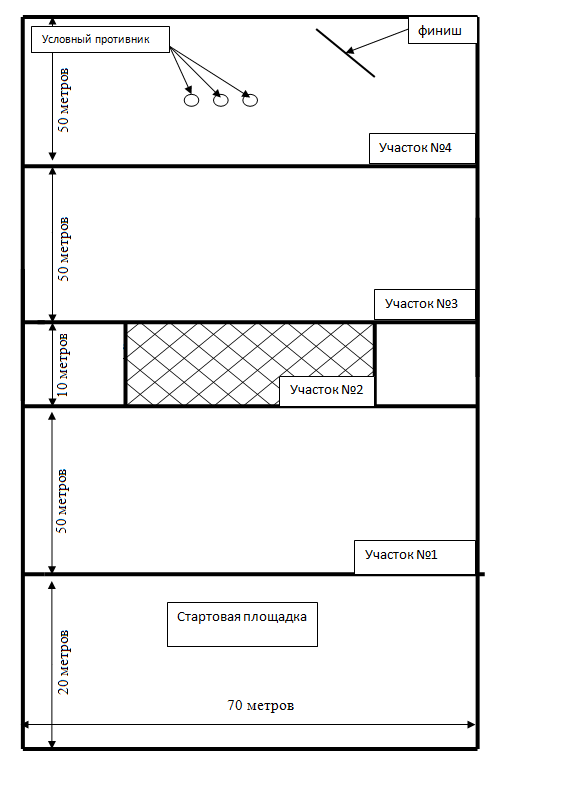 финиш
Условный противник
50 метров
Участок №4
50 метров
Участок №3
10 метров
Участок №2
50 метров
Участок №1
Стартовая площадка
20 метров
70 метров